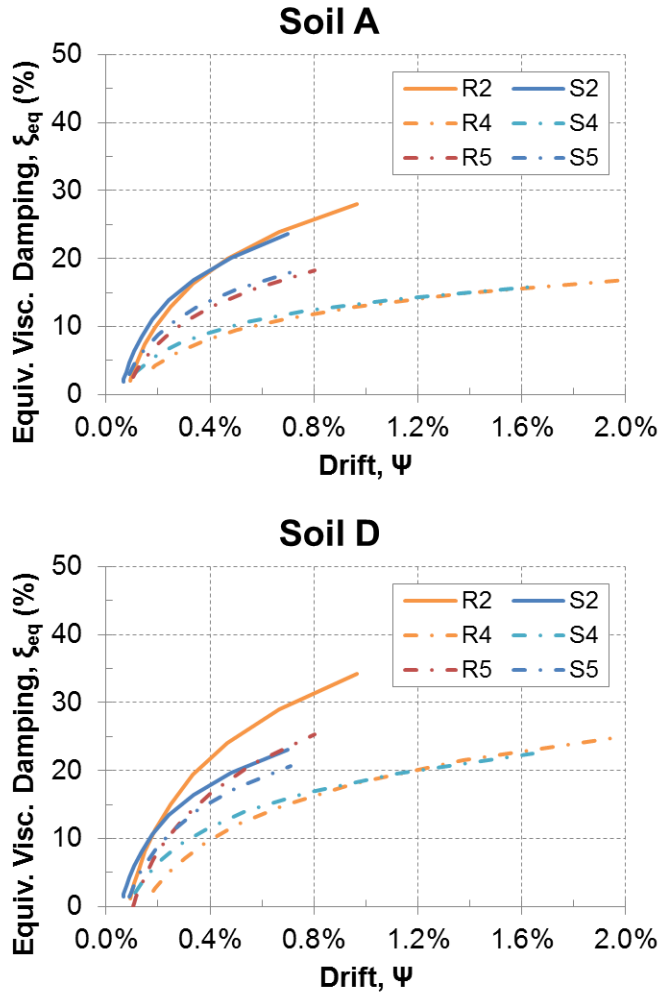 Soil A
Equiv. Visc. Damping, ξeq (%)
50
40
30
20
10
0
R2 S2
R4 S4
R5 S5
0.0% 0.4% 0.8% 1.2% 1.6% 2.0%
Drift, Ψ
Soil D
Equiv. Visc. Damping, ξeq (%)
50
40
30
20
10
0
R2 S2
R4 S4
R5 S5
0.0% 0.4% 0.8% 1.2% 1.6% 2.0%
Drift, Ψ